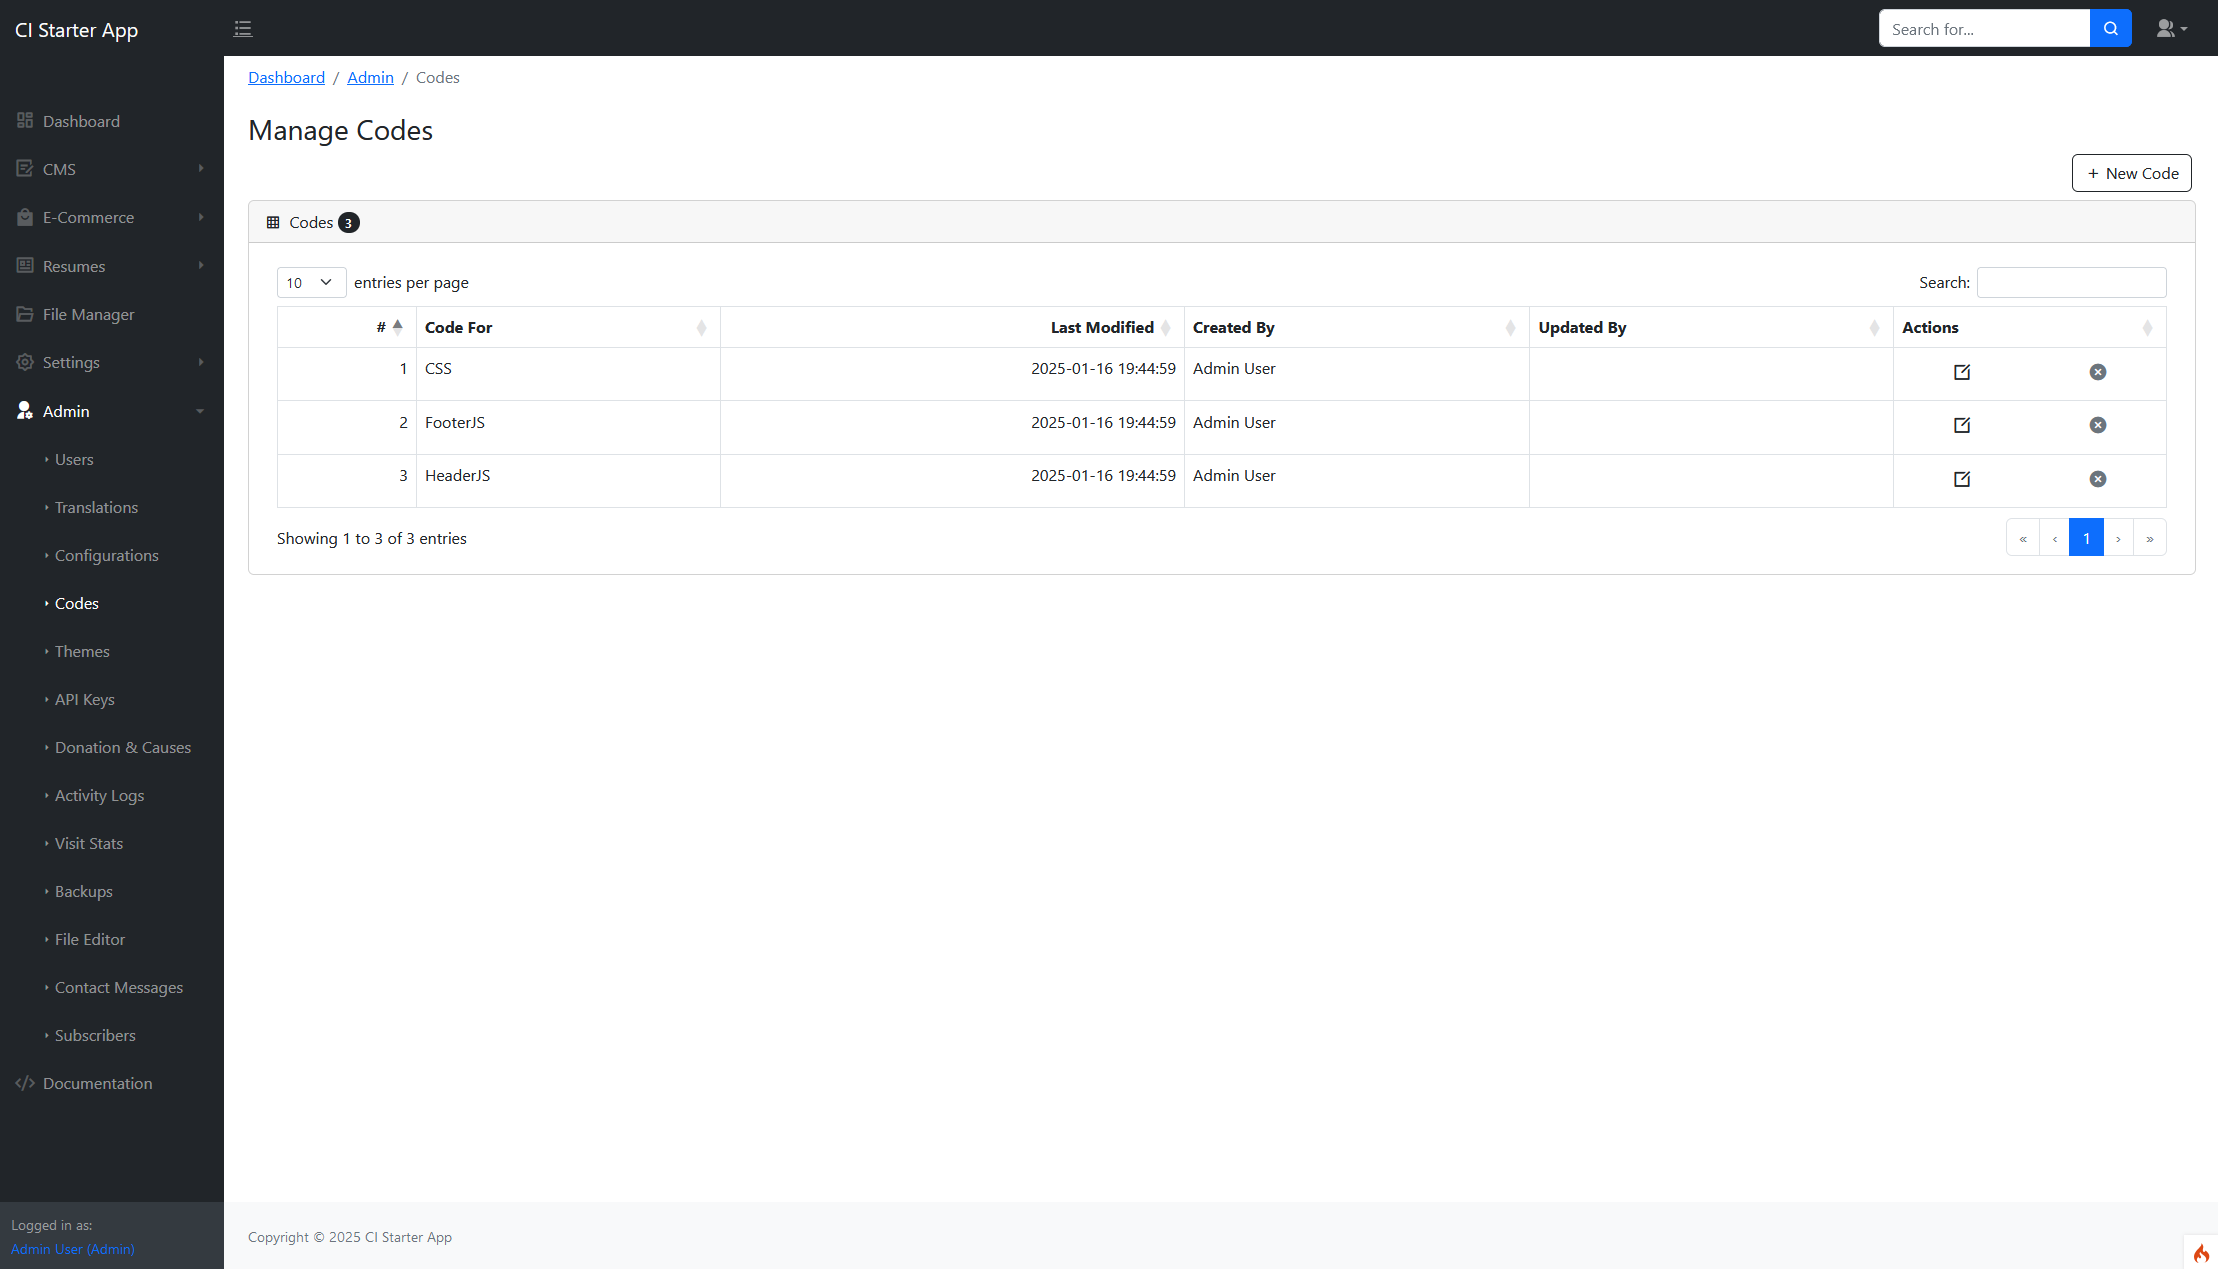 CI Starter App
Search for...
Dashboard
CMS
E-Commerce
Resumes
File Manager
Settings
Admin
Users
Translations
Configurations
Codes
Themes
API Keys
Donation & Causes
Activity Logs
Visit Stats
Backups
File Editor
Contact Messages
Subscribers
Documentation
Logged in as:
Admin User (Admin)
Dashboard / Admin / Codes
Manage Codes
+ New Code
Codes 3
10 entries per page
Search:
# Code For Last Modified Created By Updated By Actions
1 CSS 2025-01-16 19:44:59 Admin User
2 FooterJS 2025-01-16 19:44:59 Admin User
3 HeaderJS 2025-01-16 19:44:59 Admin User
Showing 1 to 3 of 3 entries
« ‹ 1 › »
Copyright © 2025 CI Starter App